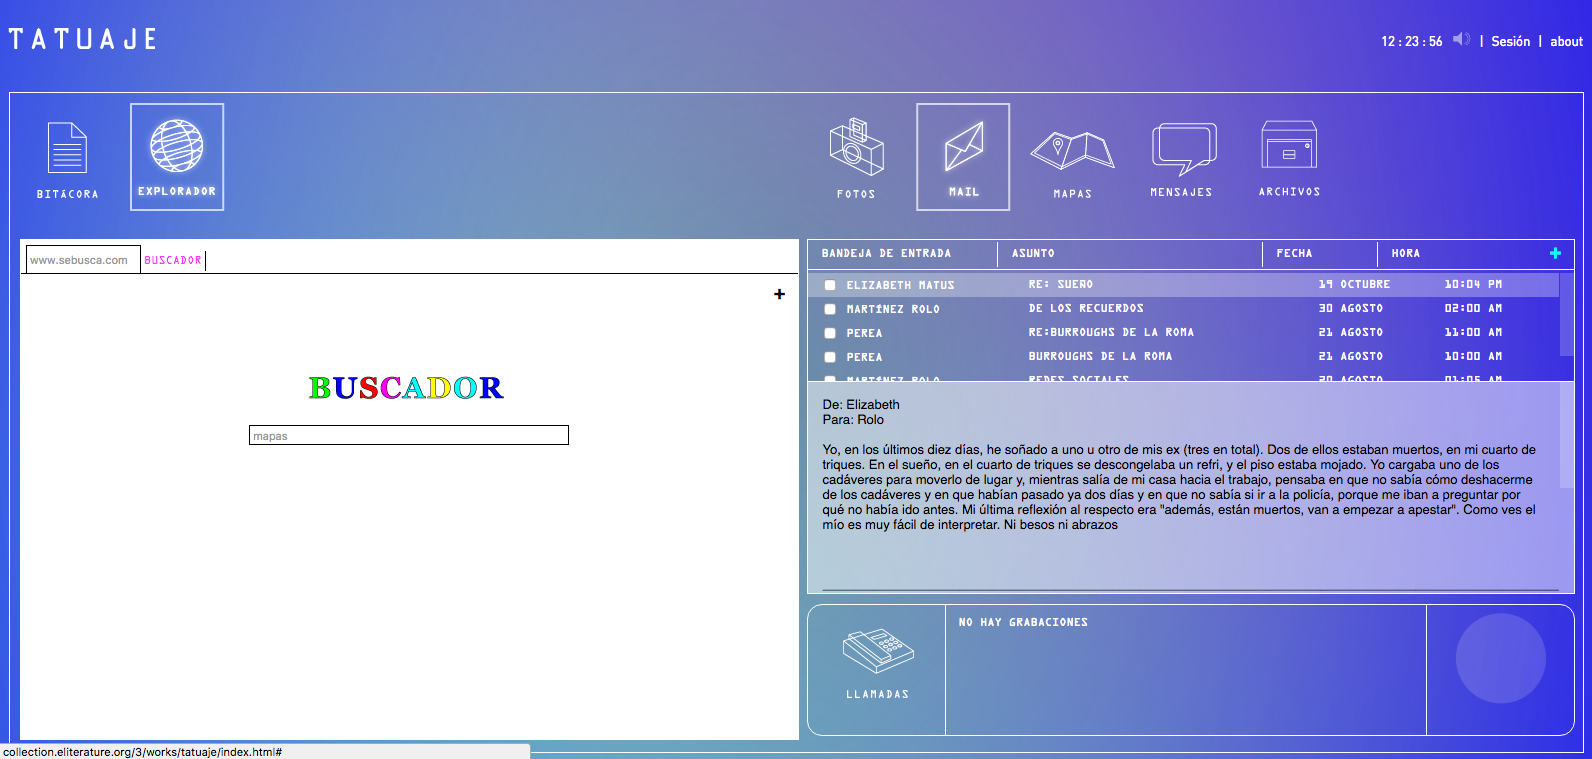 TATUAJE
12 : 23 : 56 | Sesión | about
BITÁCORA
EXPLORADOR
FOTOS
MAIL
MAPAS
MENSAJES
ARCHIVOS
www.sebusca.com BUSCADOR
+
BUSCADOR
mapas
BANDEJA DE ENTRADA ASUNTO FECHA HORA +
ELIZABETH MATUS RE: SUEÑO 19 OCTUBRE 10:04 PM
MARTÍNEZ ROLO DE LOS RECUERDOS 30 AGOSTO 02:00 AM
PEREA RE:BURROUGHS DE LA ROMA 21 AGOSTO 11:00 AM
PEREA BURROUGHS DE LA ROMA 21 AGOSTO 10:00 AM
MARTÍNEZ ROLO REDES SOCIALES 20 AGOSTO 01:05 AM
De: Elizabeth
Para: Rolo
Yo, en los últimos diez días, he soñado a uno u otro de mis ex (tres en total). Dos de ellos estaban muertos, en mi cuarto de
triques. En el sueño, en el cuarto de triques se descongelaba un refri, y el piso estaba mojado. Yo cargaba uno de los
cadáveres para moverlo de lugar y, mientras salía de mi casa hacia el trabajo, pensaba en que no sabía cómo deshacerme
de los cadáveres y en que habían pasado ya dos días y en que no sabía si ir a la policía, porque me iban a preguntar por
qué no había ido antes. Mi última reflexión al respecto era "además, están muertos, van a empezar a apestar". Como ves el
mío es muy fácil de interpretar. Ni besos ni abrazos
LLAMADAS
NO HAY GRABACIONES
collection.eliterature.org/3/works/tatuaje/index.html#